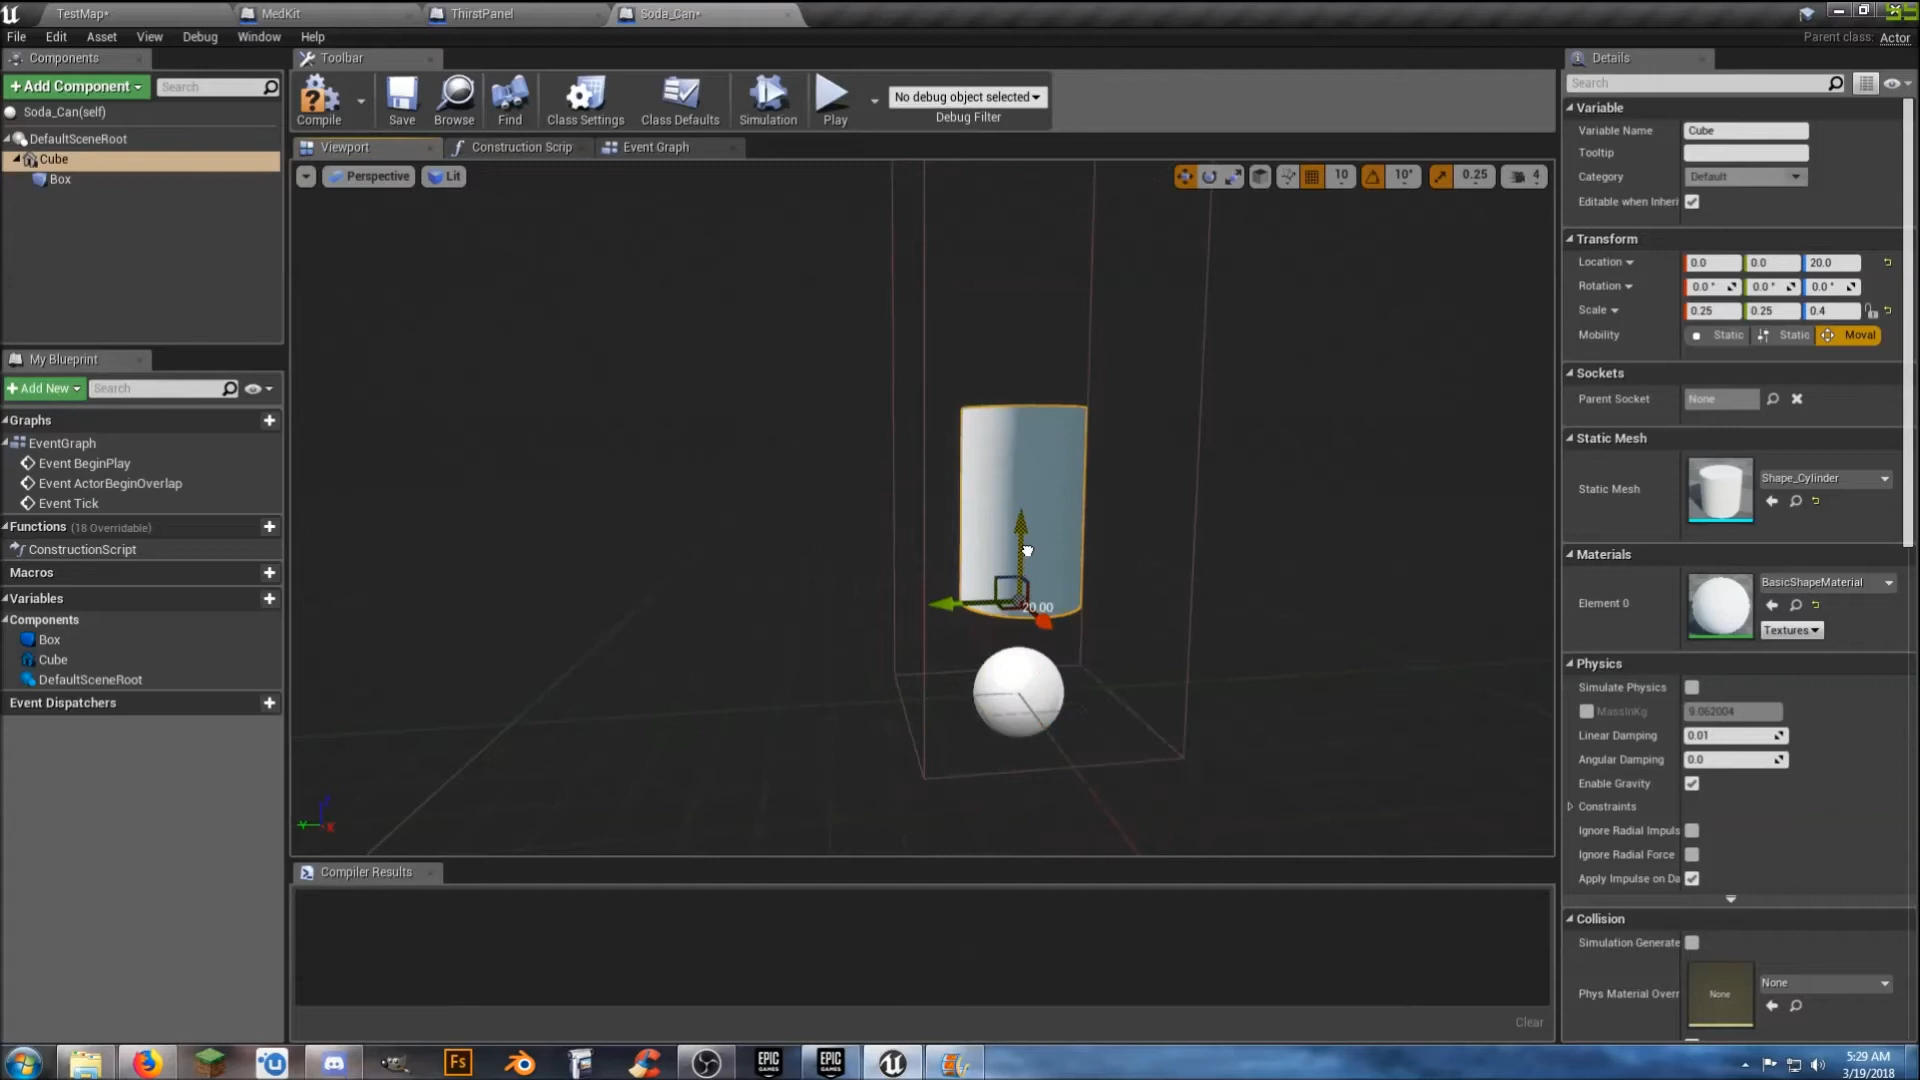 TestMap*
MedKit
ThirstPanel
Soda_Can*
File Edit Asset View Debug Window Help
Parent class: Actor
Components
+Add Component
Search
Soda_Can(self)
DefaultSceneRoot
Cube
Box
My Blueprint
+Add New
Search
Graphs
EventGraph
Event BeginPlay
Event ActorBeginOverlap
Event Tick
Functions (18 Overridable)
ConstructionScript
Macros
Variables
Components
Box
Cube
DefaultSceneRoot
Event Dispatchers
Toolbar
Compile
Save
Browse
Find
Class Settings
Class Defaults
Simulation
Play
No debug object selected
Debug Filter
Viewport
Construction Scrip
Event Graph
Perspective
Lit
10
10°
0.25
4
20.00
Compiler Results
Clear
Details
Search
Variable
Variable Name Cube
Tooltip
Category Default
Editable when Inheri
Transform
Location 0.0 0.0 20.0
Rotation 0.0° 0.0° 0.0°
Scale 0.25 0.25 0.4
Mobility Static Static Moval
Sockets
Parent Socket None
Static Mesh
Static Mesh
Shape_Cylinder
Materials
Element 0
BasicShapeMaterial
Textures
Physics
Simulate Physics
MassInKg 9.062004
Linear Damping 0.01
Angular Damping 0.0
Enable Gravity
Constraints
Ignore Radial Impuls
Ignore Radial Force
Apply Impulse on Da
Collision
Simulation Generate
Phys Material Overr
None
None
Fs
EPIC GAMES
EPIC GAMES
5:29 AM
3/19/2018